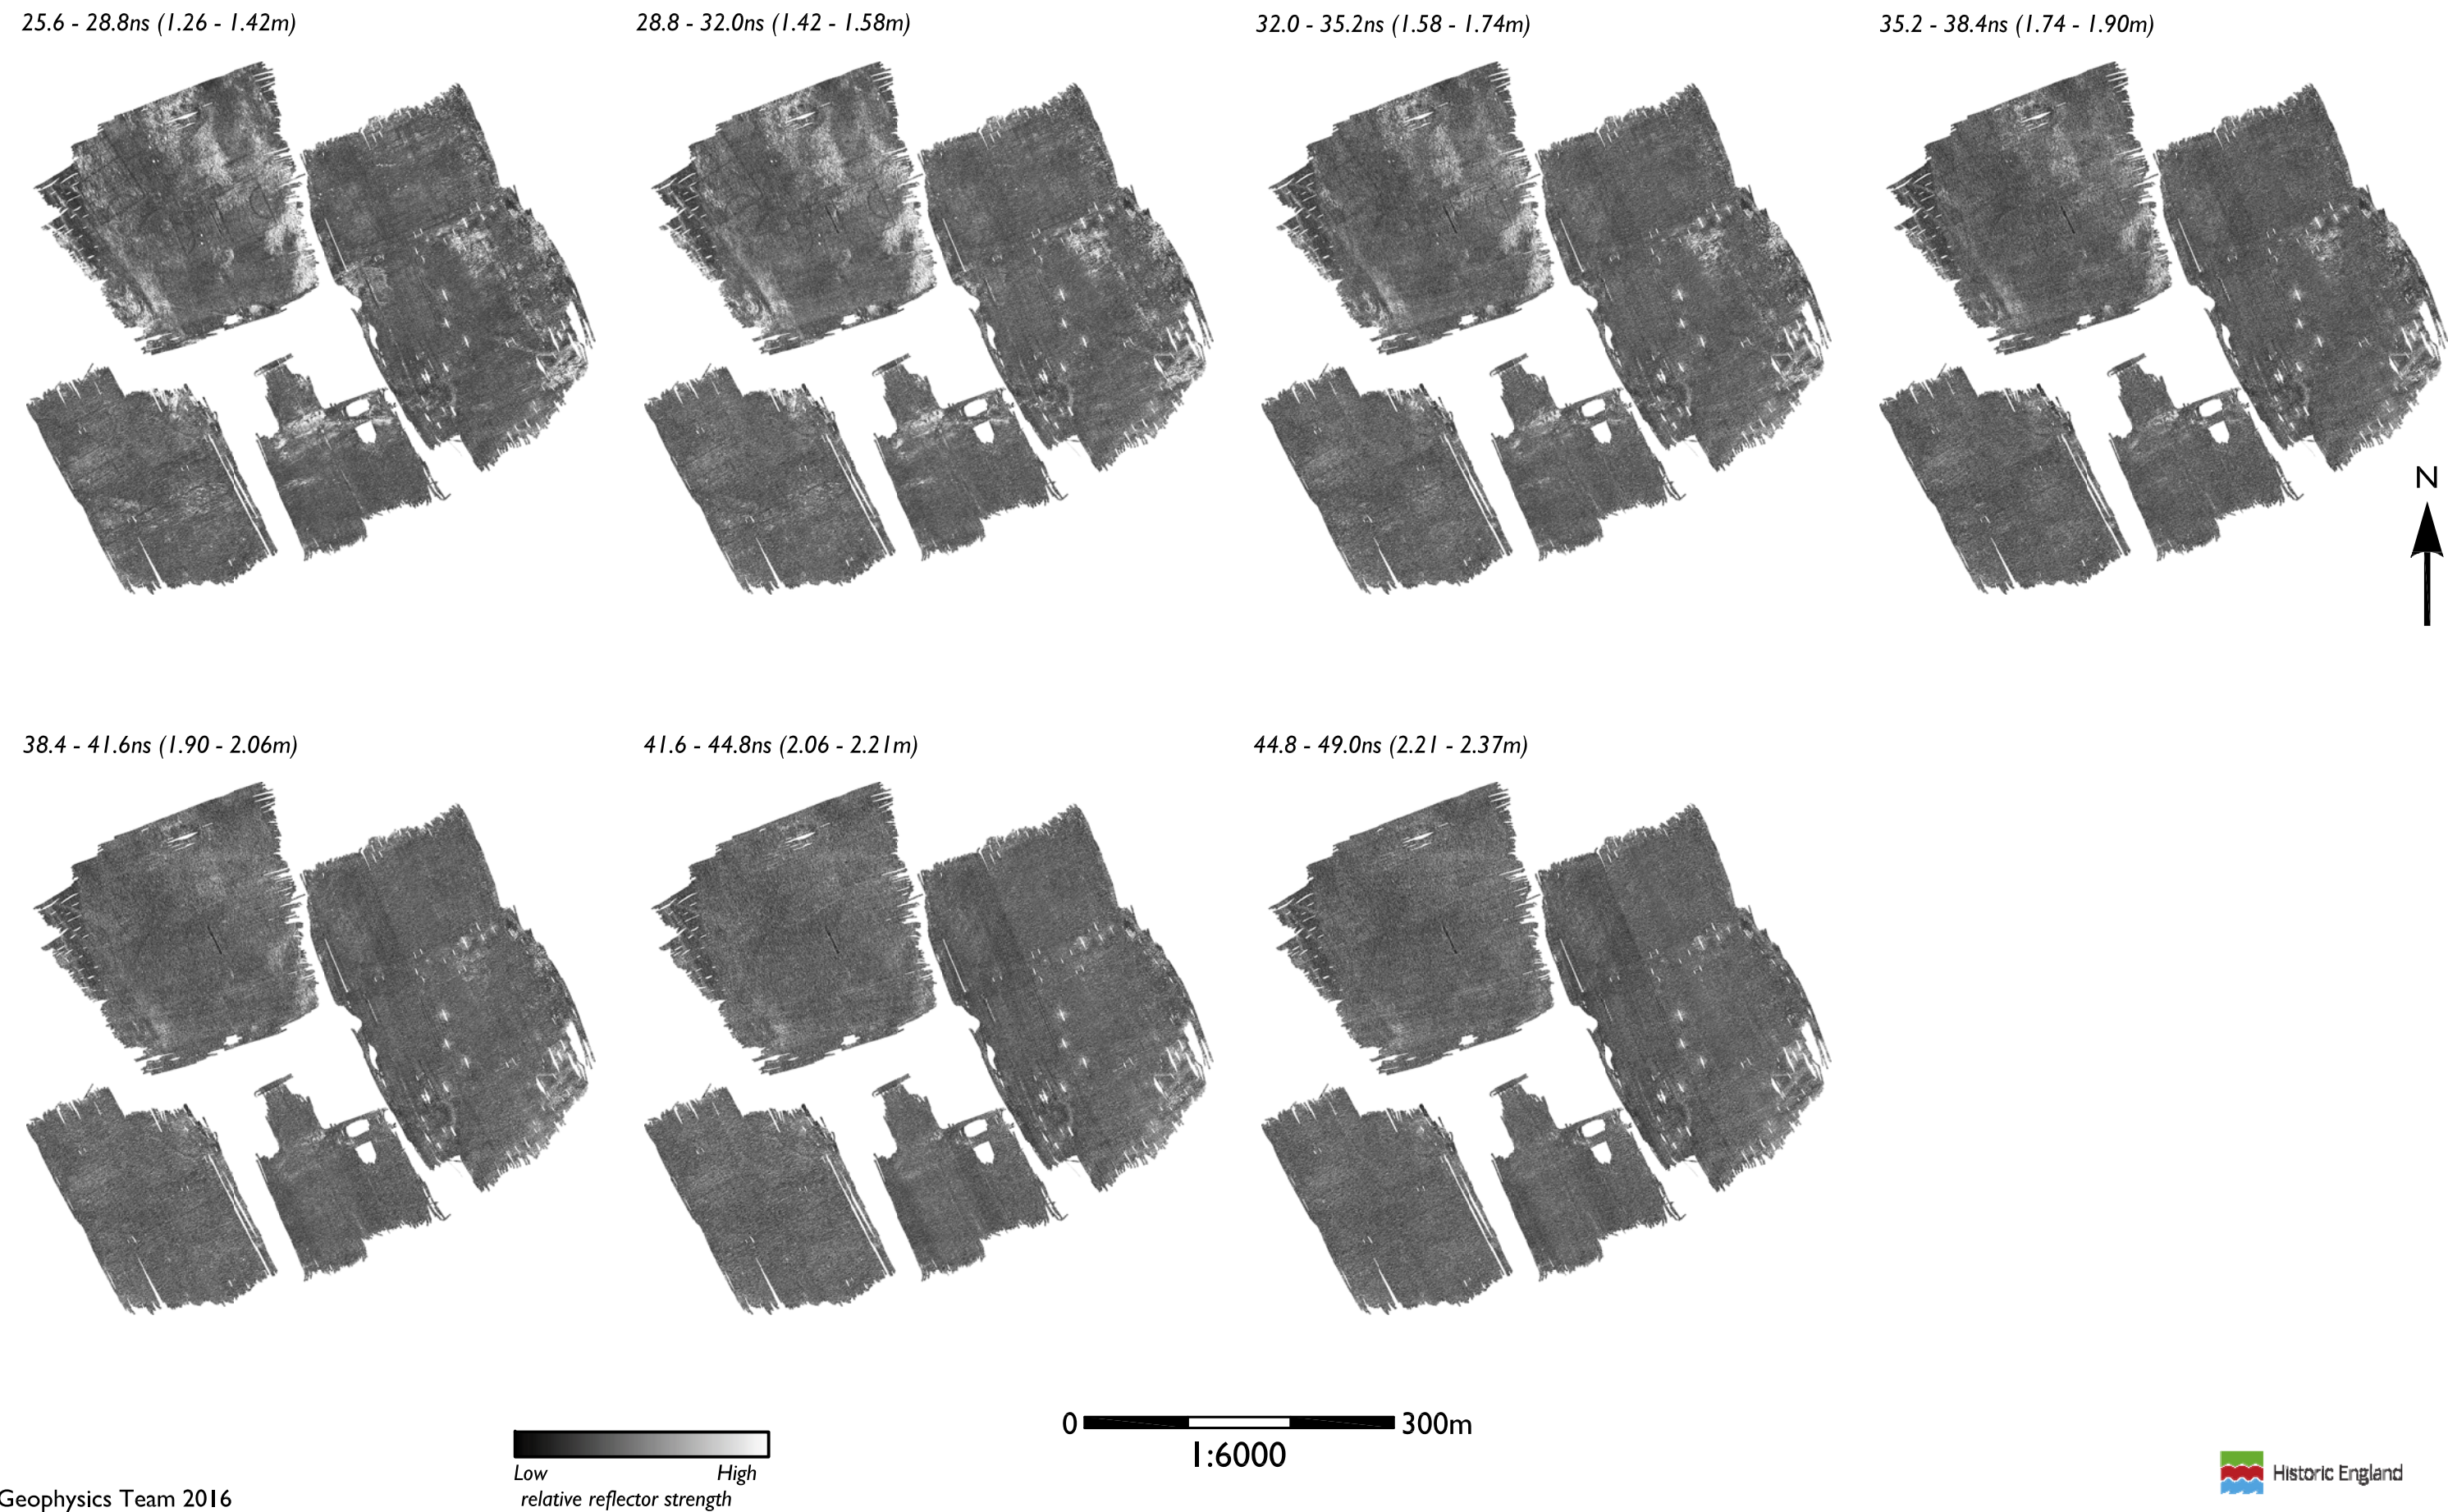 25.6 - 28.8ns (1.26 - 1.42m)
28.8 - 32.0ns (1.42 - 1.58m)
32.0 - 35.2ns (1.58 - 1.74m)
35.2 - 38.4ns (1.74 - 1.90m)
N
38.4 - 41.6ns (1.90 - 2.06m)
41.6 - 44.8ns (2.06 - 2.21m)
44.8 - 49.0ns (2.21 - 2.37m)
0 300m
1:6000
Low High
relative reflector strength
Geophysics Team 2016
Historic England